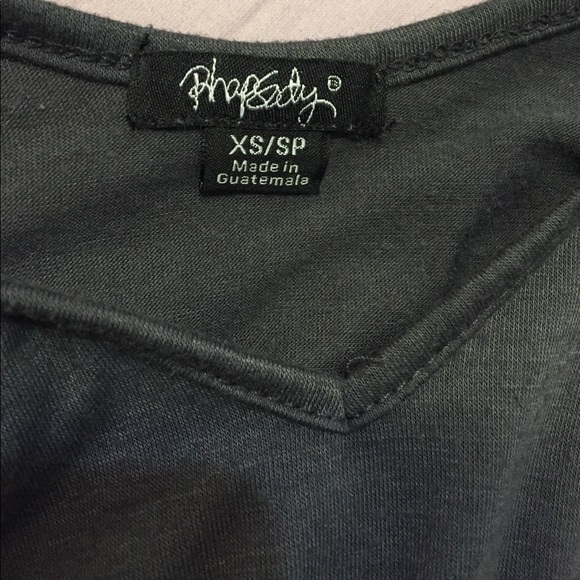 Rhapsody®
XS/SP
Made in
Guatemala